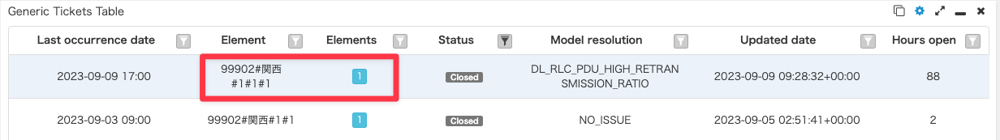 Generic Tickets Table
Last occurrence date Element Elements Status Model resolution Updated date Hours open
2023-09-09 17:00 99902#関西 #1#1#1 1 Closed DL_RLC_PDU_HIGH_RETRAN SMISSION_RATIO 2023-09-09 09:28:32+00:00 88
2023-09-03 09:00 99902#関西#1#1 1 Closed NO_ISSUE 2023-09-05 02:51:41+00:00 2